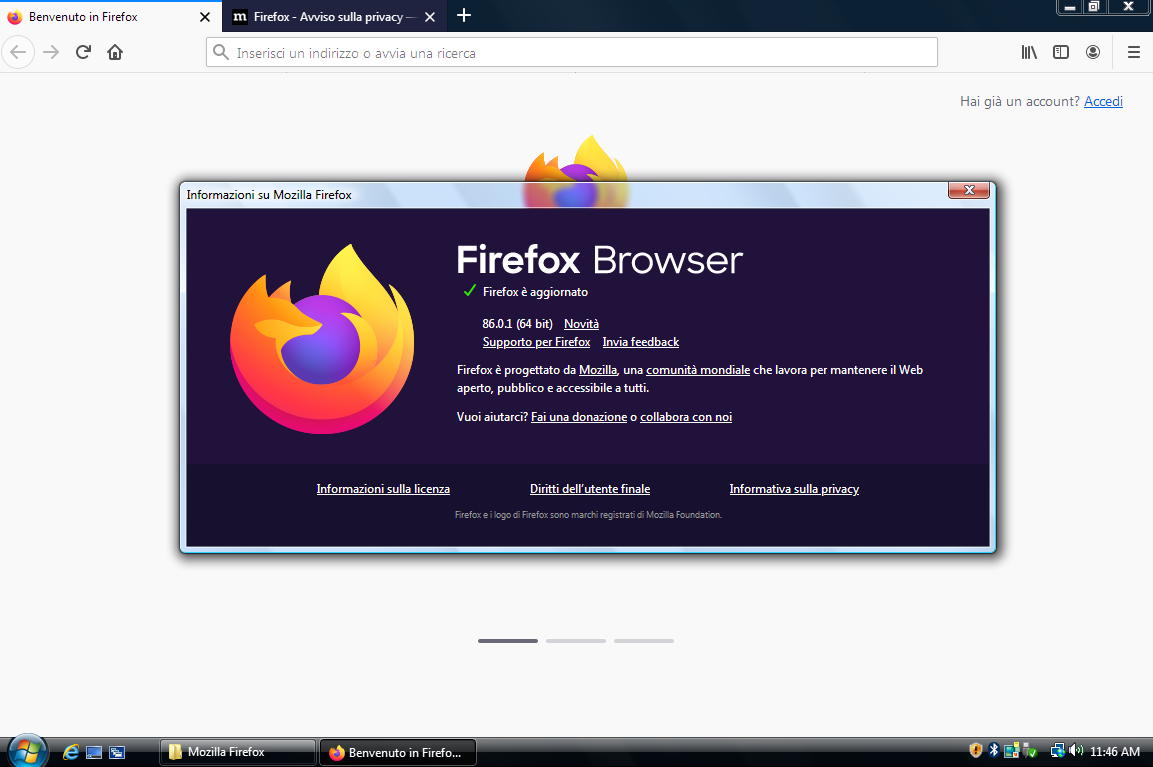 Benvenuto in Firefox
m Firefox - Avviso sulla privacy —
Inserisci un indirizzo o avvia una ricerca
Hai già un account? Accedi
Informazioni su Mozilla Firefox
Firefox Browser
Firefox è aggiornato
86.0.1 (64 bit) Novità
Supporto per Firefox Invia feedback
Firefox è progettato da Mozilla, una comunità mondiale che lavora per mantenere il Web
aperto, pubblico e accessibile a tutti.
Vuoi aiutarci? Fai una donazione o collabora con noi
Informazioni sulla licenza Diritti dell’utente finale Informativa sulla privacy
Firefox e i logo di Firefox sono marchi registrati di Mozilla Foundation.
Mozilla Firefox Benvenuto in Firefo... 11:46 AM